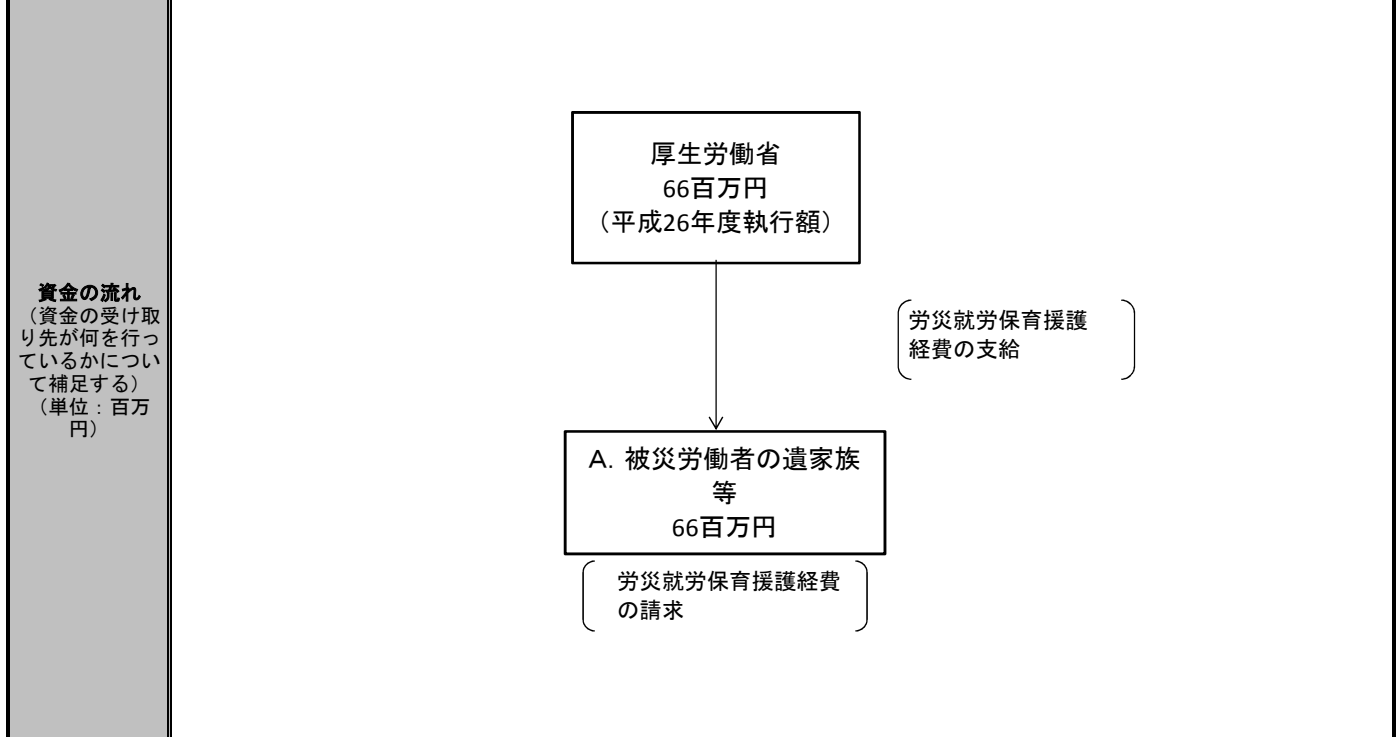 資金の流れ
（資金の受け取
り先が何を行っ
ているかについ
て補足する）
（単位：百万
円）
厚生労働省
66百万円
（平成26年度執行額）
労災就労保育援護
経費の支給
A．被災労働者の遺家族
等
66百万円
労災就労保育援護経費
の請求